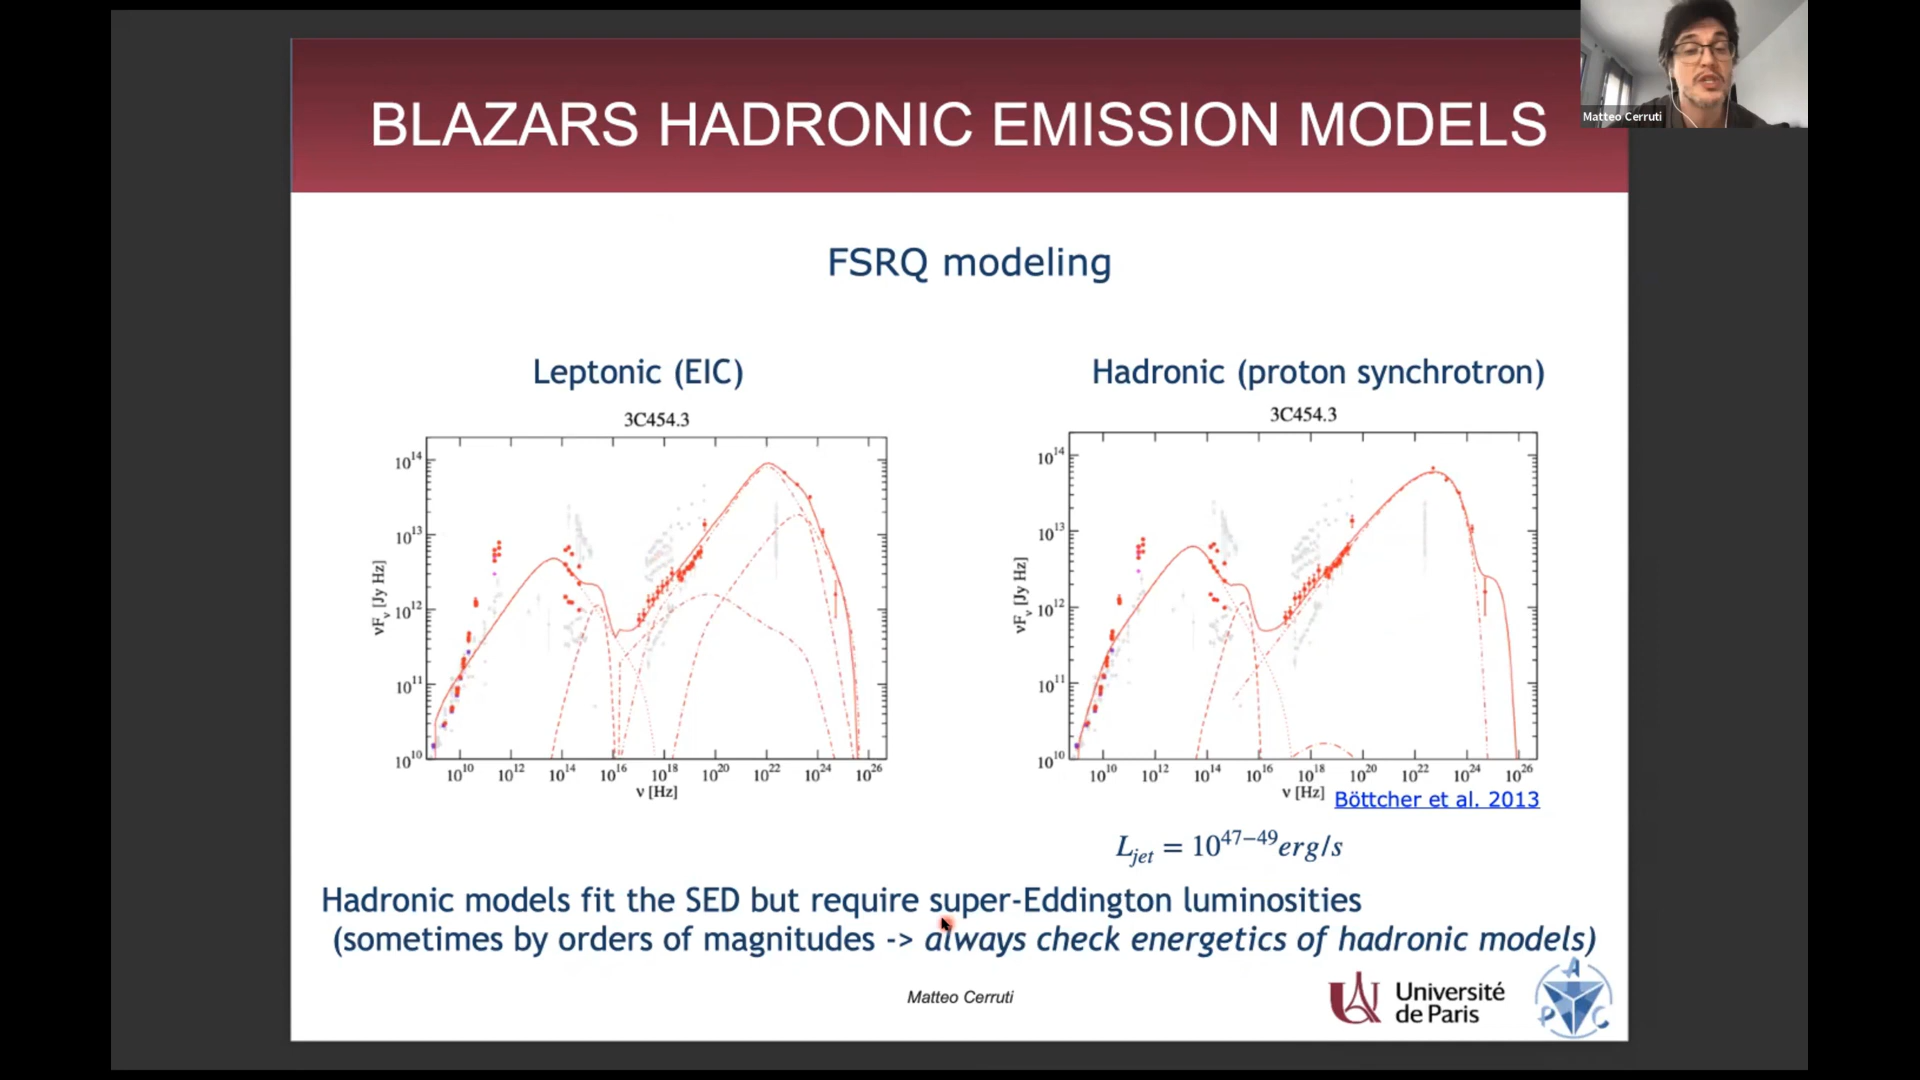 BLAZARS HADRONIC EMISSION MODELS
Matteo Cerruti
FSRQ modeling
Leptonic (EIC)
3C454.3
10^14
10^13
10^12
10^11
10^10
νF_ν [Jy Hz]
10^10 10^12 10^14 10^16 10^18 10^20 10^22 10^24 10^26
ν [Hz]
Hadronic (proton synchrotron)
3C454.3
10^14
10^13
10^12
10^11
10^10
νF_ν [Jy Hz]
10^10 10^12 10^14 10^16 10^18 10^20 10^22 10^24 10^26
ν [Hz]
Böttcher et al. 2013
L_jet = 10^47−49 erg/s
Hadronic models fit the SED but require super-Eddington luminosities
(sometimes by orders of magnitudes -> always check energetics of hadronic models)
Matteo Cerruti
Université
de Paris
A
P C